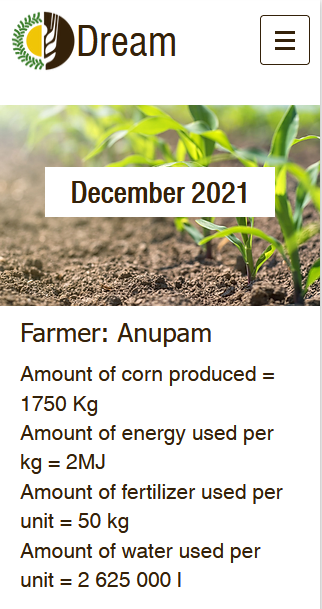 Dream
December 2021
Farmer: Anupam
Amount of corn produced =
1750 Kg
Amount of energy used per
kg = 2MJ
Amount of fertilizer used per
unit = 50 kg
Amount of water used per
unit = 2 625 000 l